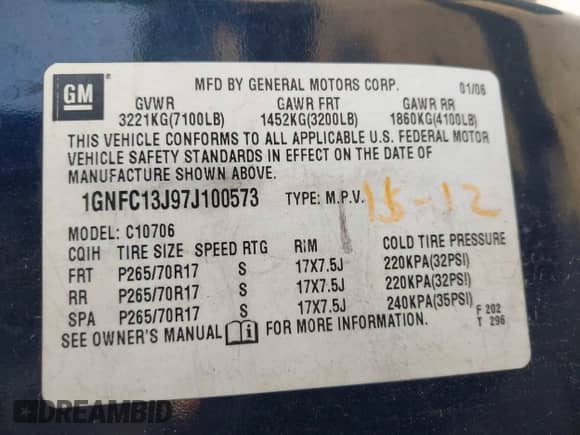 GM
MFD BY GENERAL MOTORS CORP. 01/06
GVWR GAWR FRT GAWR RR
3221KG(7100LB) 1452KG(3200LB) 1860KG(4100LB)
THIS VEHICLE CONFORMS TO ALL APPLICABLE U.S. FEDERAL MOTOR
VEHICLE SAFETY STANDARDS IN EFFECT ON THE DATE OF
MANUFACTURE SHOWN ABOVE.
1GNFC13J97J100573 TYPE: M.P.V.
15-12
MODEL: C10706
CQIH TIRE SIZE SPEED RTG RIM COLD TIRE PRESSURE
FRT P265/70R17 S 17X7.5J 220KPA(32PSI)
RR P265/70R17 S 17X7.5J 220KPA(32PSI)
SPA P265/70R17 S 17X7.5J 240KPA(35PSI)
SEE OWNER'S MANUAL i FOR MORE INFORMATION.
F 202
T 296
DREAMBID